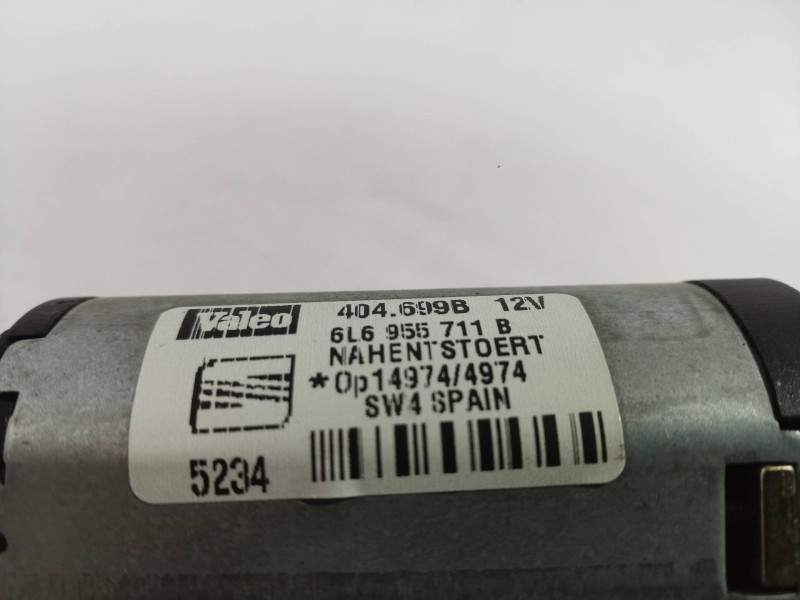 Valeo 404.699B 12V
6L6 955 711 B
NAHENTSTOERT
*Op14974/4974
SW4 SPAIN
5234